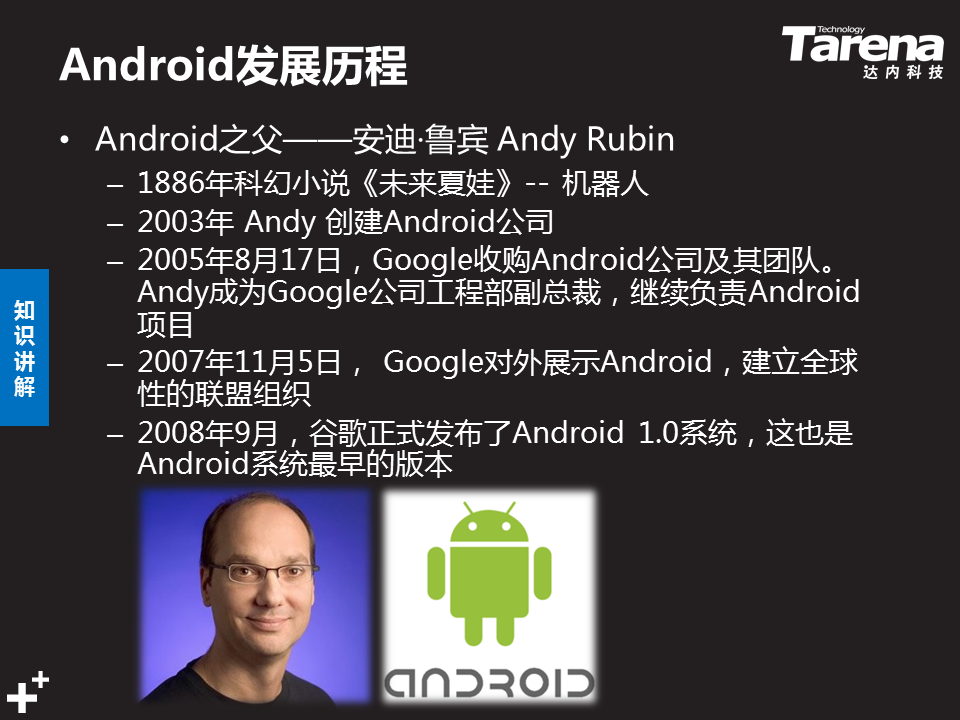 Android发展历程
Technology
Tarena
达内科技
• Android之父——安迪·鲁宾 Andy Rubin
– 1886年科幻小说《未来夏娃》-- 机器人
– 2003年 Andy 创建Android公司
– 2005年8月17日，Google收购Android公司及其团队。
Andy成为Google公司工程部副总裁，继续负责Android
项目
– 2007年11月5日， Google对外展示Android，建立全球
性的联盟组织
– 2008年9月，谷歌正式发布了Android 1.0系统，这也是
Android系统最早的版本
知
识
讲
解
ANDROID